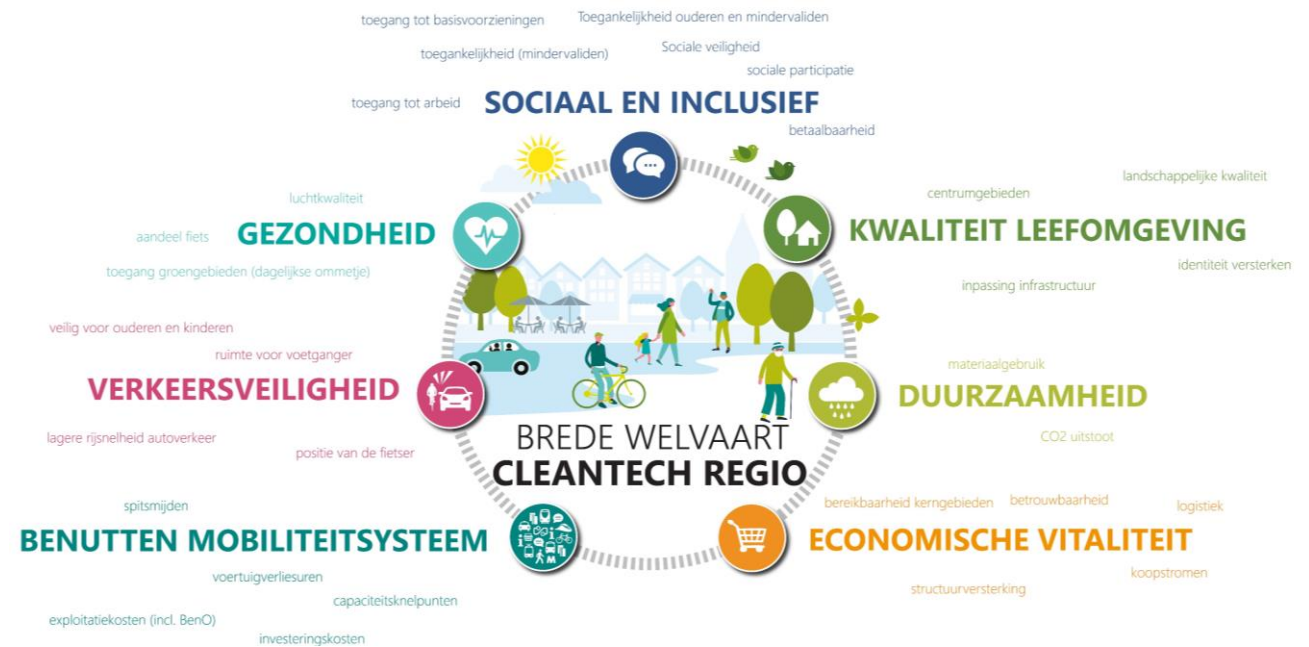 toegang tot basisvoorzieningen
Toegankelijkheid ouderen en mindervaliden
toegankelijkheid (mindervaliden)
Sociale veiligheid
sociale participatie
toegang tot arbeid
SOCIAAL EN INCLUSIEF
betaalbaarheid
luchtkwaliteit
aandeel fiets
GEZONDHEID
toegang groengebieden (dagelijkse ommetje)
centrumgebieden
landschappelijke kwaliteit
KWALITEIT LEEFOMGEVING
identiteit versterken
inpassing infrastructuur
veilig voor ouderen en kinderen
ruimte voor voetganger
VERKEERSVEILIGHEID
lagere rijsnelheid autoverkeer
positie van de fietser
materiaalgebruik
DUURZAAMHEID
CO2 uitstoot
BREDE WELVAART
CLEANTECH REGIO
spitsmijden
BENUTTEN MOBILITEITSYSTEEM
voertuigverliesuren
capaciteitsknelpunten
exploitatiekosten (incl. BenO)
investeringskosten
bereikbaarheid kerngebieden
betrouwbaarheid
logistiek
ECONOMISCHE VITALITEIT
koopstromen
structuurversterking